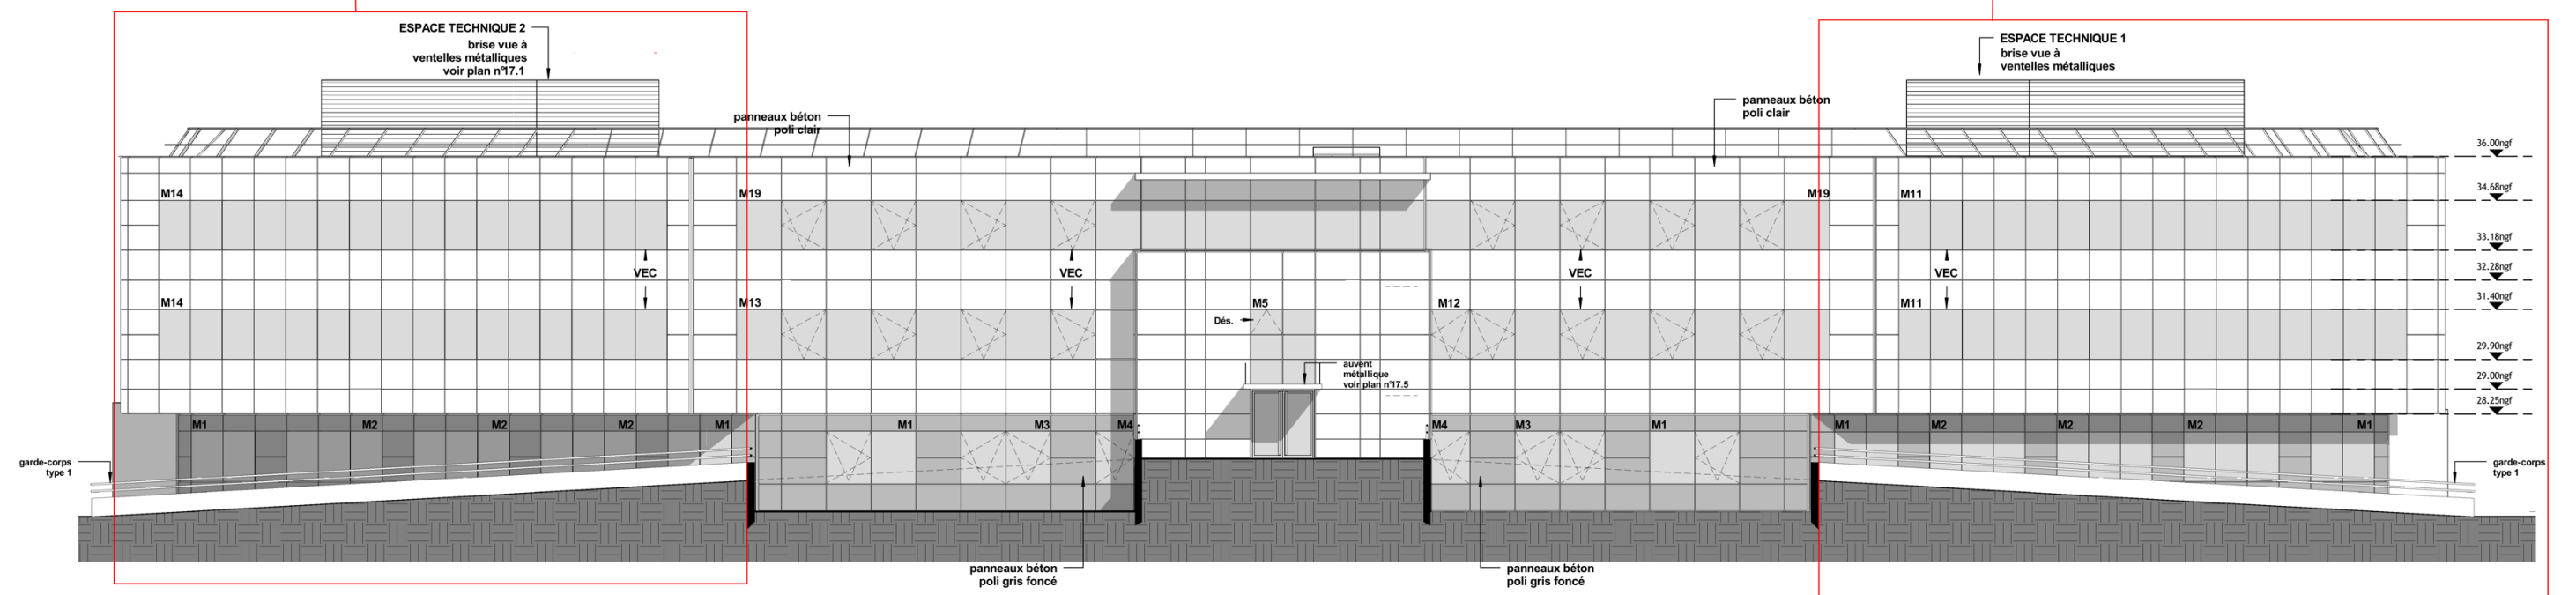 ESPACE TECHNIQUE 2
brise vue à
ventelles métalliques
voir plan n°17.1
ESPACE TECHNIQUE 1
brise vue à
ventelles métalliques
panneaux béton
poli clair
panneaux béton
poli clair
36.00ngf
M14
M19
M19
M11
34.68ngf
33.18ngf
VEC
VEC
VEC
VEC
32.28ngf
M14
M13
M5
M12
M11
31.40ngf
Dés.
29.90ngf
auvent
métallique
voir plan n°17.5
29.00ngf
28.25ngf
M1
M2
M2
M2
M1
M1
M3
M4
M4
M3
M1
M1
M2
M2
M2
M1
garde-corps
type 1
garde-corps
type 1
panneaux béton
poli gris foncé
panneaux béton
poli gris foncé